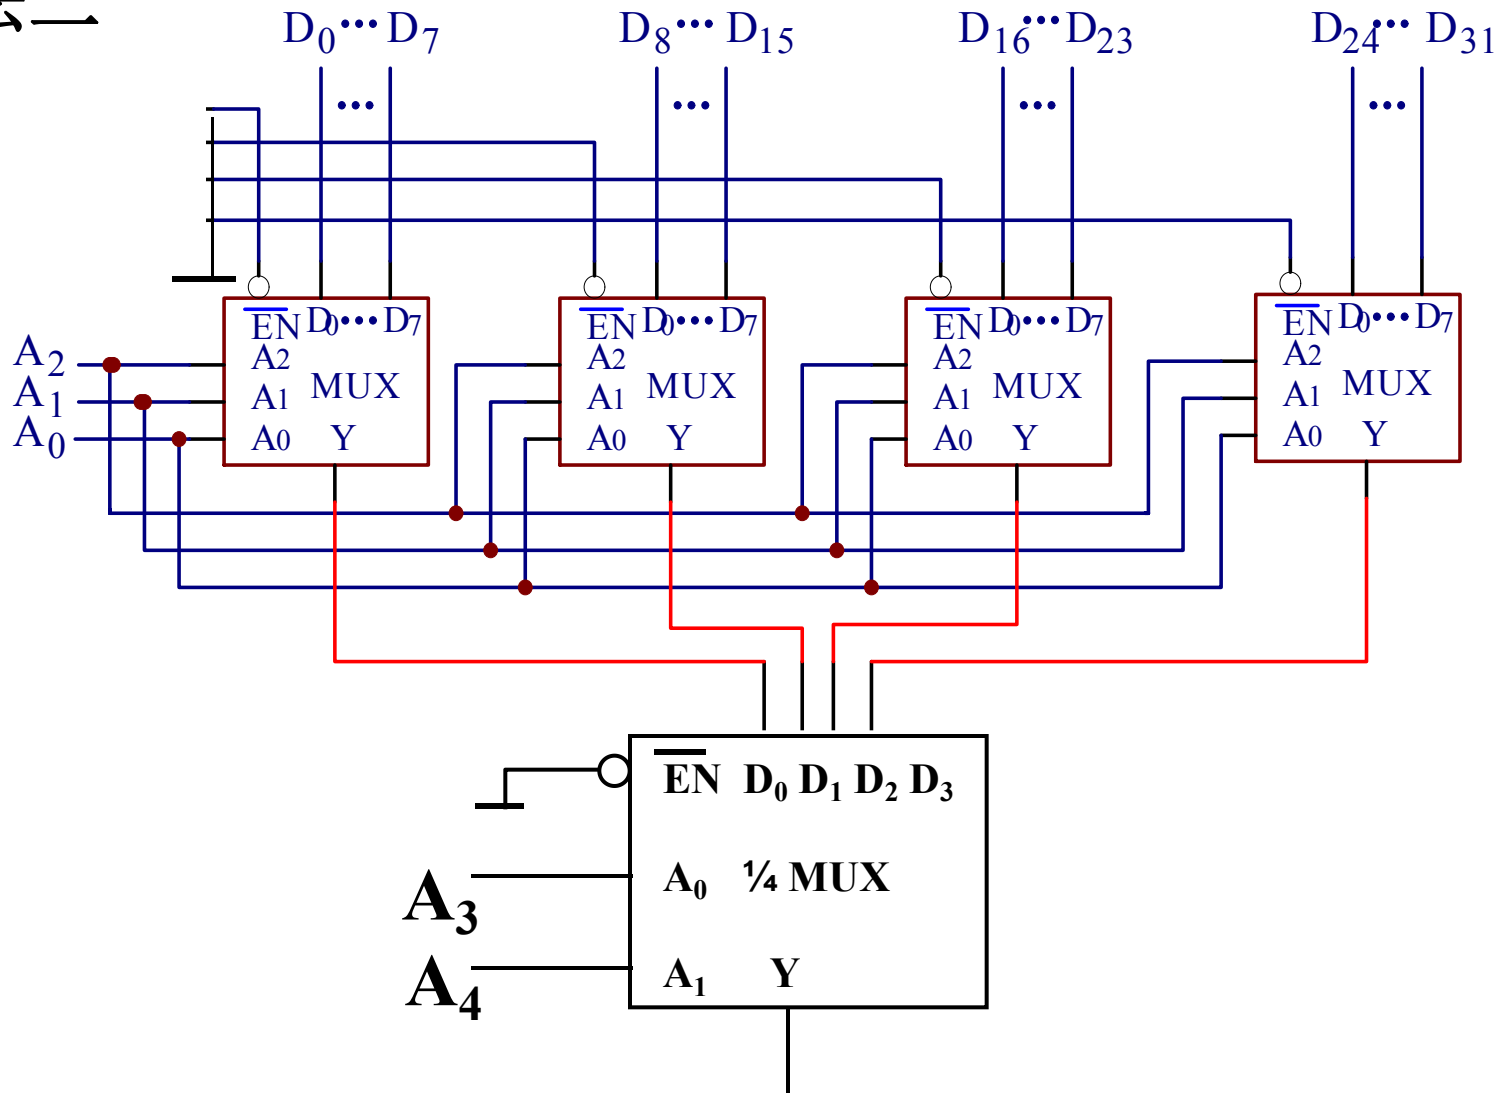 D₀ ··· D₇ D₈ ··· D₁₅ D₁₆ ··· D₂₃ D₂₄ ··· D₃₁
··· ··· ··· ···
EN D₀ ··· D₇ EN D₀ ··· D₇ EN D₀ ··· D₇ EN D₀ ··· D₇
A₂ A₂ A₂ A₂ A₂
MUX MUX MUX MUX
A₁ A₁ A₁ A₁ A₁
A₀ A₀ Y A₀ Y A₀ Y A₀ Y
EN D₀ D₁ D₂ D₃
A₃ A₀ ¼ MUX
A₄ A₁ Y